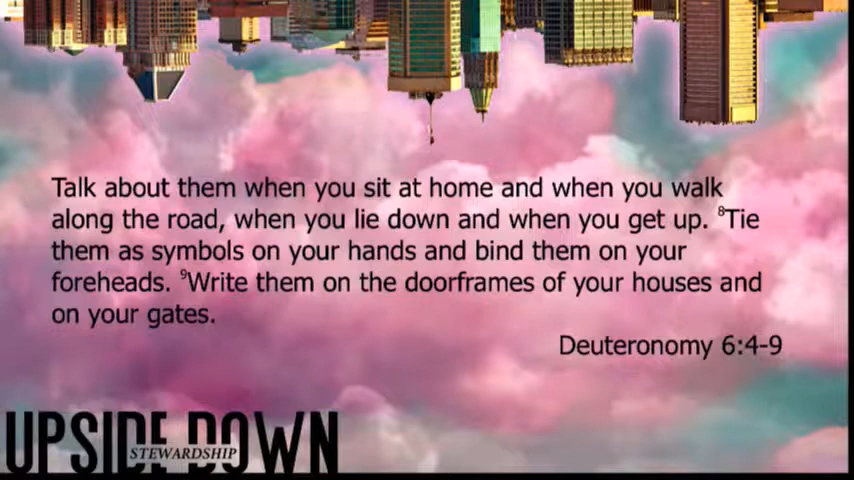 Talk about them when you sit at home and when you walk
along the road, when you lie down and when you get up. ⁸Tie
them as symbols on your hands and bind them on your
foreheads. ⁹Write them on the doorframes of your houses and
on your gates.
Deuteronomy 6:4-9
UPSIDE DOWN
STEWARDSHIP